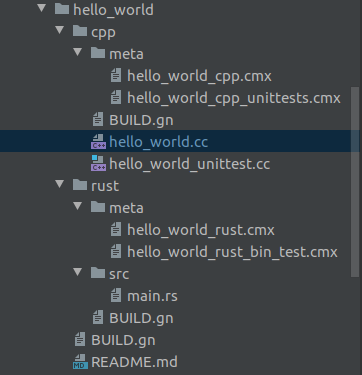 hello_world
cpp
meta
hello_world_cpp.cmx
hello_world_cpp_unittests.cmx
BUILD.gn
hello_world.cc
hello_world_unittest.cc
rust
meta
hello_world_rust.cmx
hello_world_rust_bin_test.cmx
src
main.rs
BUILD.gn
BUILD.gn
README.md